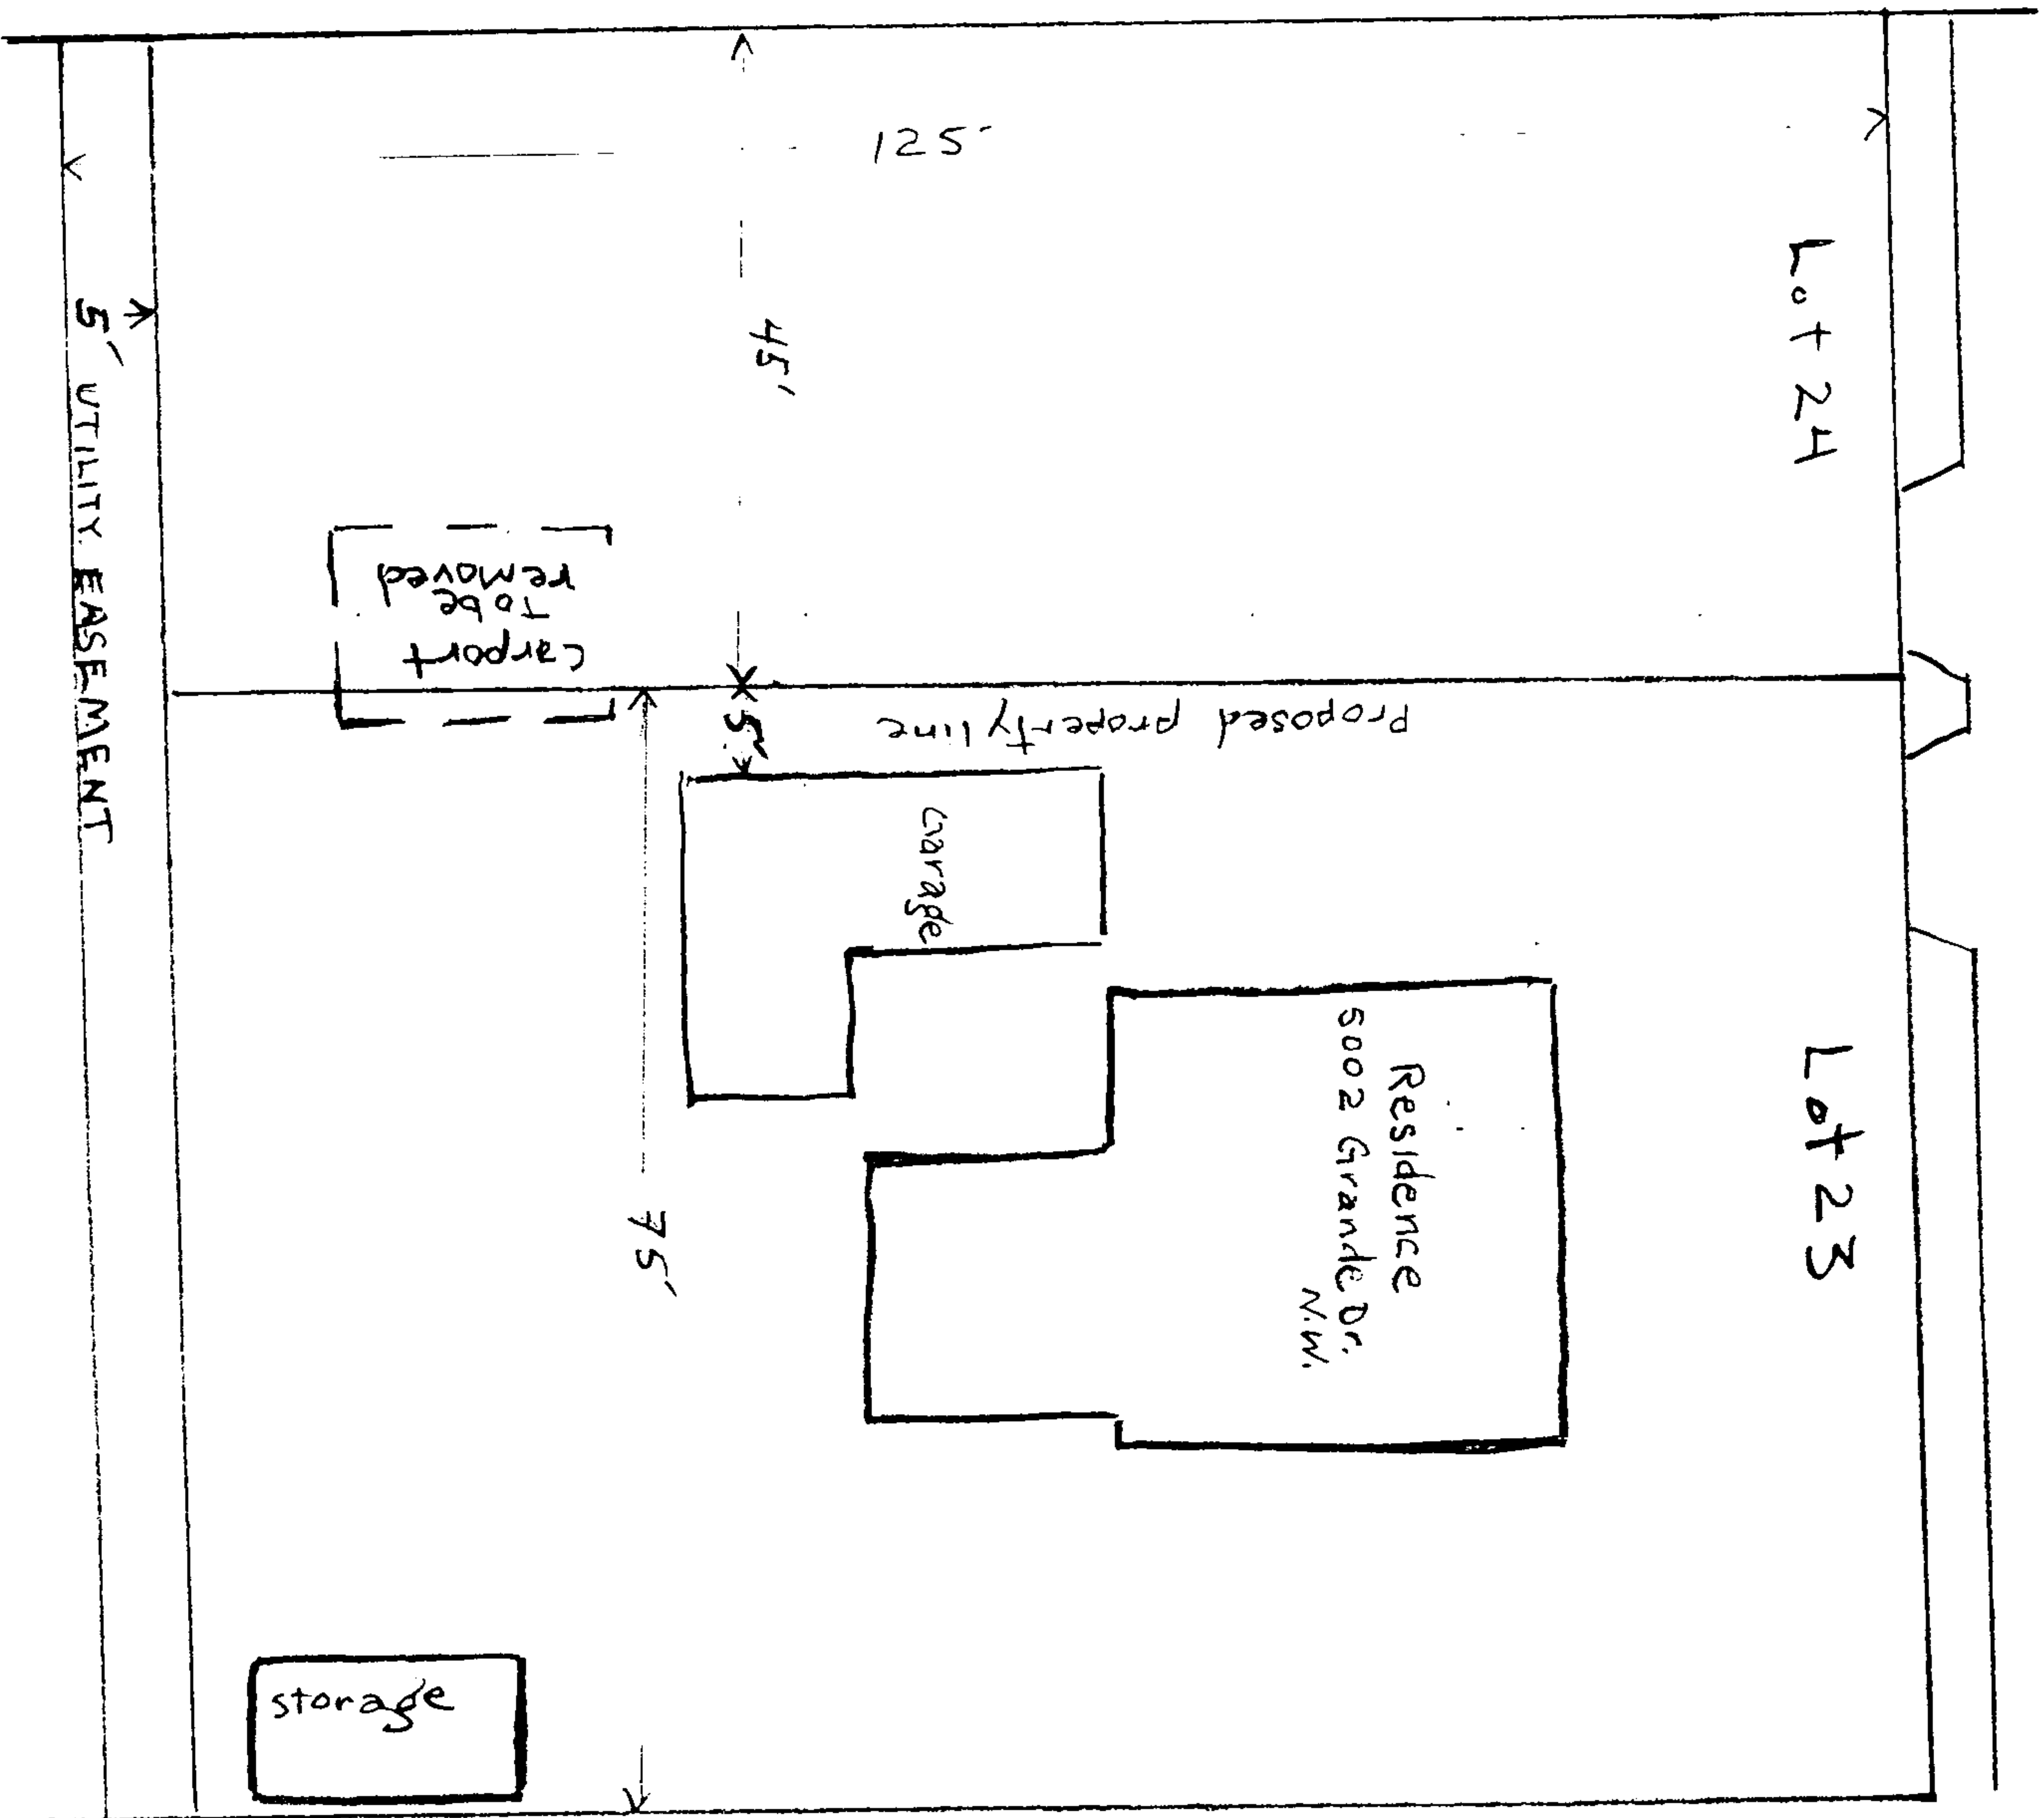 125'
Lot 24
45'
5'
UTILITY EASEMENT
carport
to be
removed
Proposed property line
5'
Garage
Lot 23
Residence
5002 Grande Dr.
N.W.
75'
storage